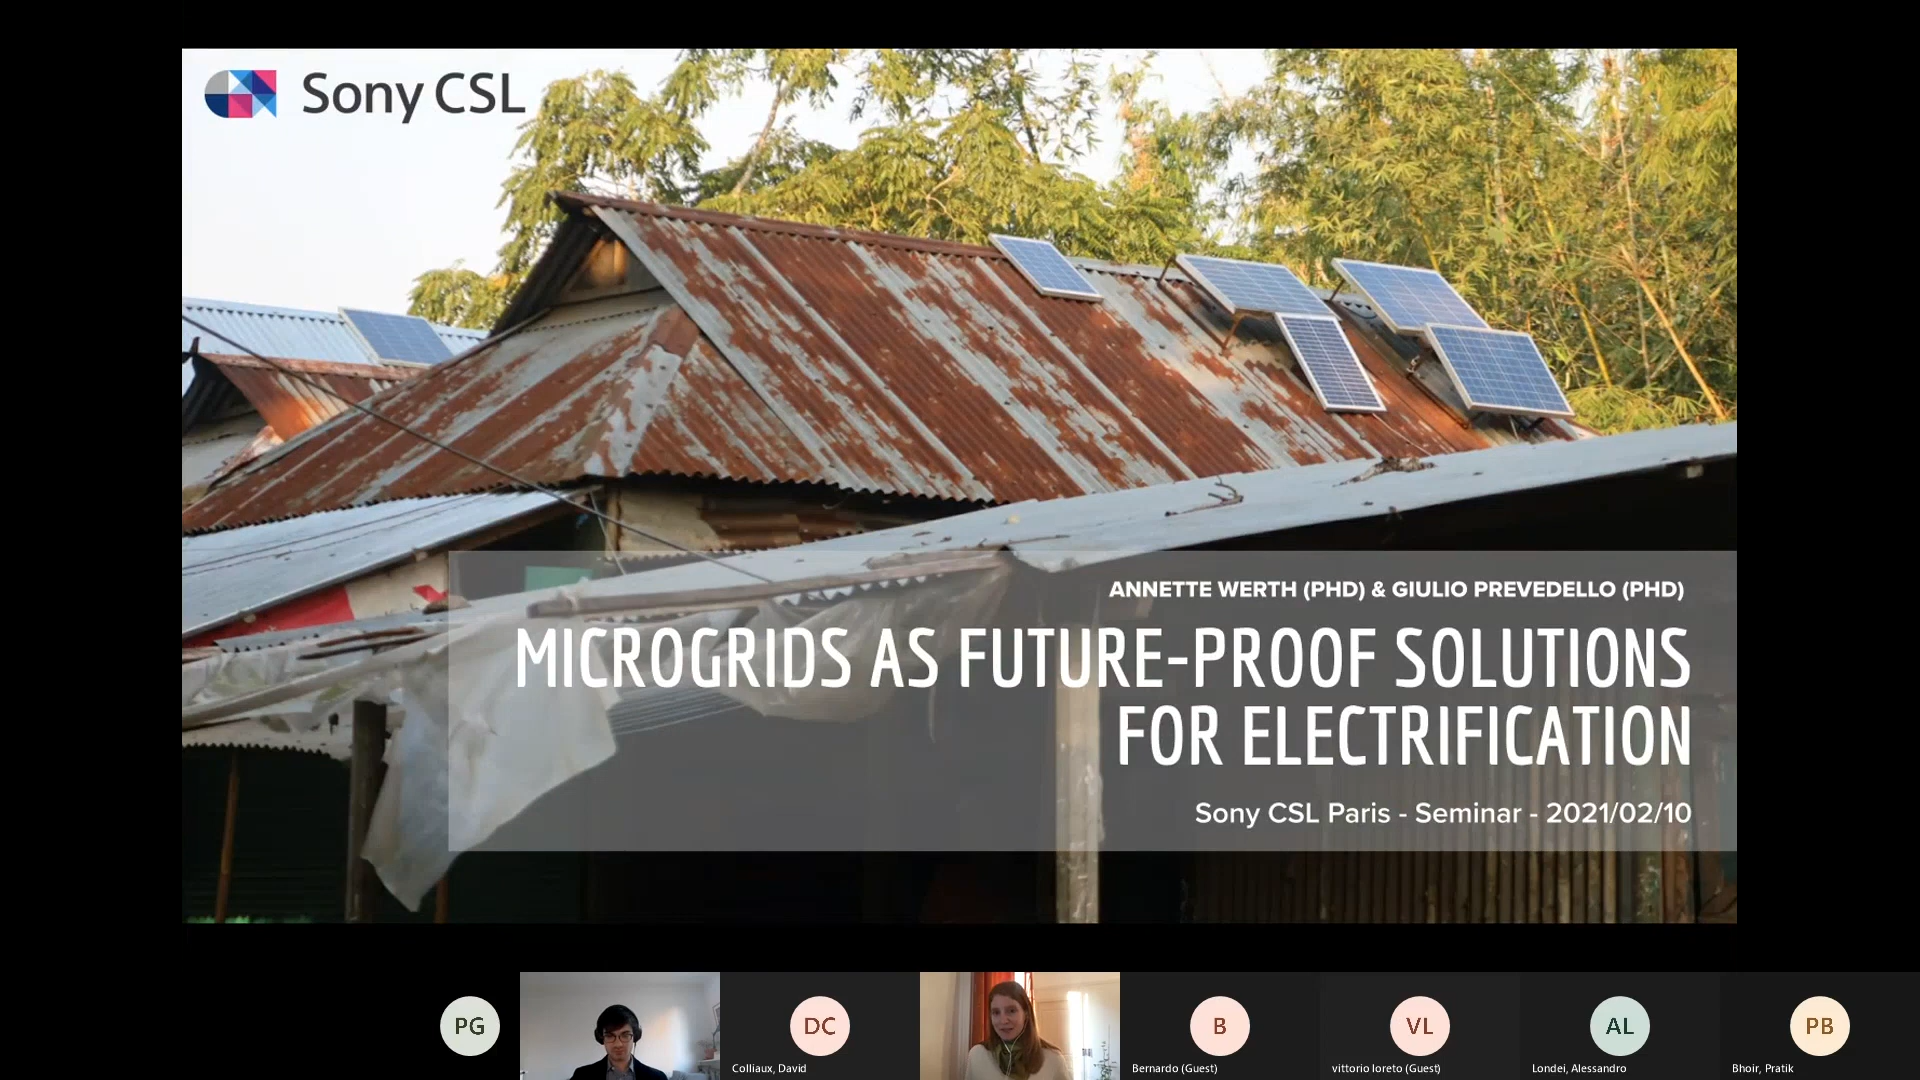 Sony CSL
ANNETTE WERTH (PHD) & GIULIO PREVEDELLO (PHD)
MICROGRIDS AS FUTURE-PROOF SOLUTIONS
FOR ELECTRIFICATION
Sony CSL Paris - Seminar - 2021/02/10
PG
DC
B
VL
AL
PB
Colliaux, David
Bernardo (Guest)
vittorio loreto (Guest)
Londei, Alessandro
Bhoir, Pratik